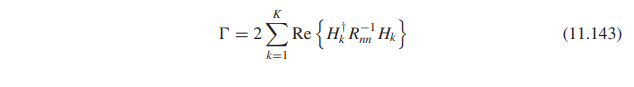 Γ = 2 ∑_{k=1}^{K} Re { H_k^† R_{nn}^{-1} H_k } (11.143)